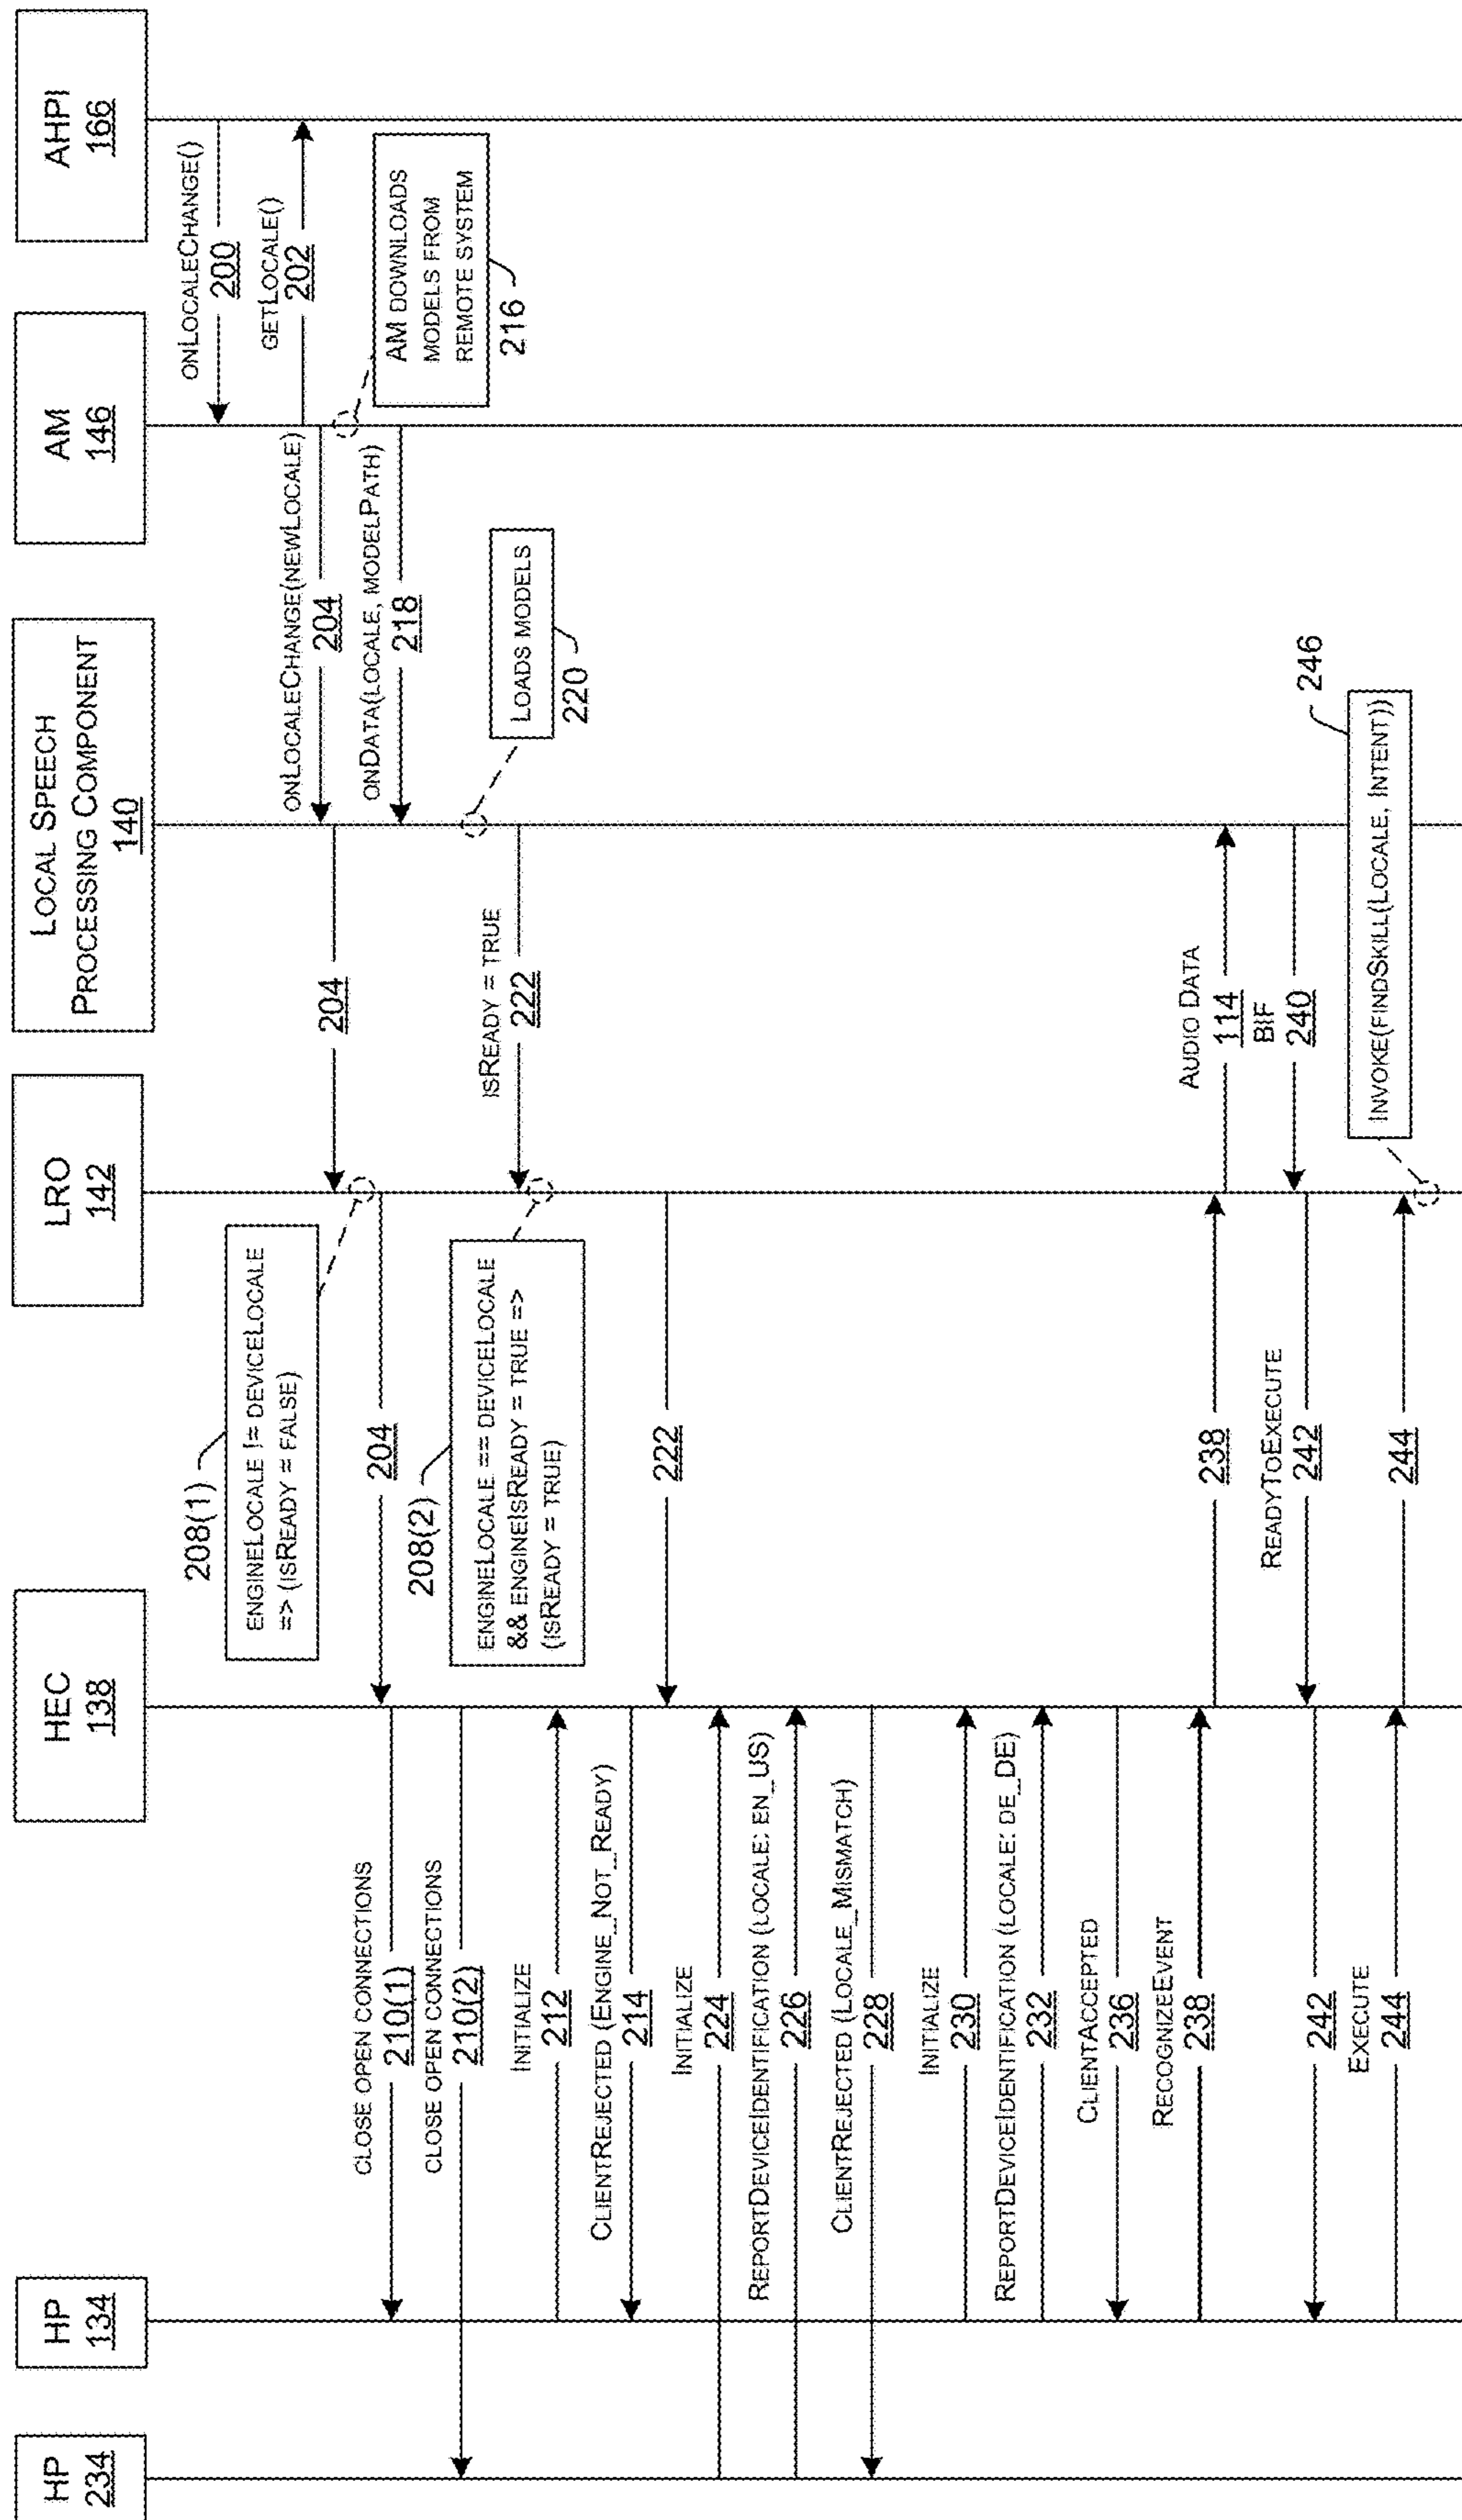 HP
234
HP
134
HEC
138
LRO
142
LOCAL SPEECH
PROCESSING COMPONENT
140
AM
146
AHPI
166
ONLOCALECHANGE()
200
GETLOCALE()
202
ONLOCALECHANGE(NEWLOCALE)
204
204
AM DOWNLOADS
MODELS FROM
REMOTE SYSTEM
216
208(1)
ENGINELOCALE != DEVICELOCALE
=> (ISREADY = FALSE)
204
CLOSE OPEN CONNECTIONS
210(1)
CLOSE OPEN CONNECTIONS
210(2)
ONDATA(LOCALE, MODELPATH)
218
LOADS MODELS
220
ISREADY = TRUE
222
208(2)
ENGINELOCALE == DEVICELOCALE
&& ENGINEISREADY = TRUE =>
(ISREADY = TRUE)
INITIALIZE
212
CLIENTREJECTED (ENGINE_NOT_READY)
214
222
INITIALIZE
224
REPORTDEVICEIDENTIFICATION (LOCALE: EN_US)
226
CLIENTREJECTED (LOCALE_MISMATCH)
228
INITIALIZE
230
REPORTDEVICEIDENTIFICATION (LOCALE: DE_DE)
232
CLIENTACCEPTED
236
RECOGNIZEEVENT
238
238
AUDIO DATA
114
BIF
240
READYTOEXECUTE
242
242
EXECUTE
244
244
INVOKE(FINDSKILL(LOCALE, INTENT))
246